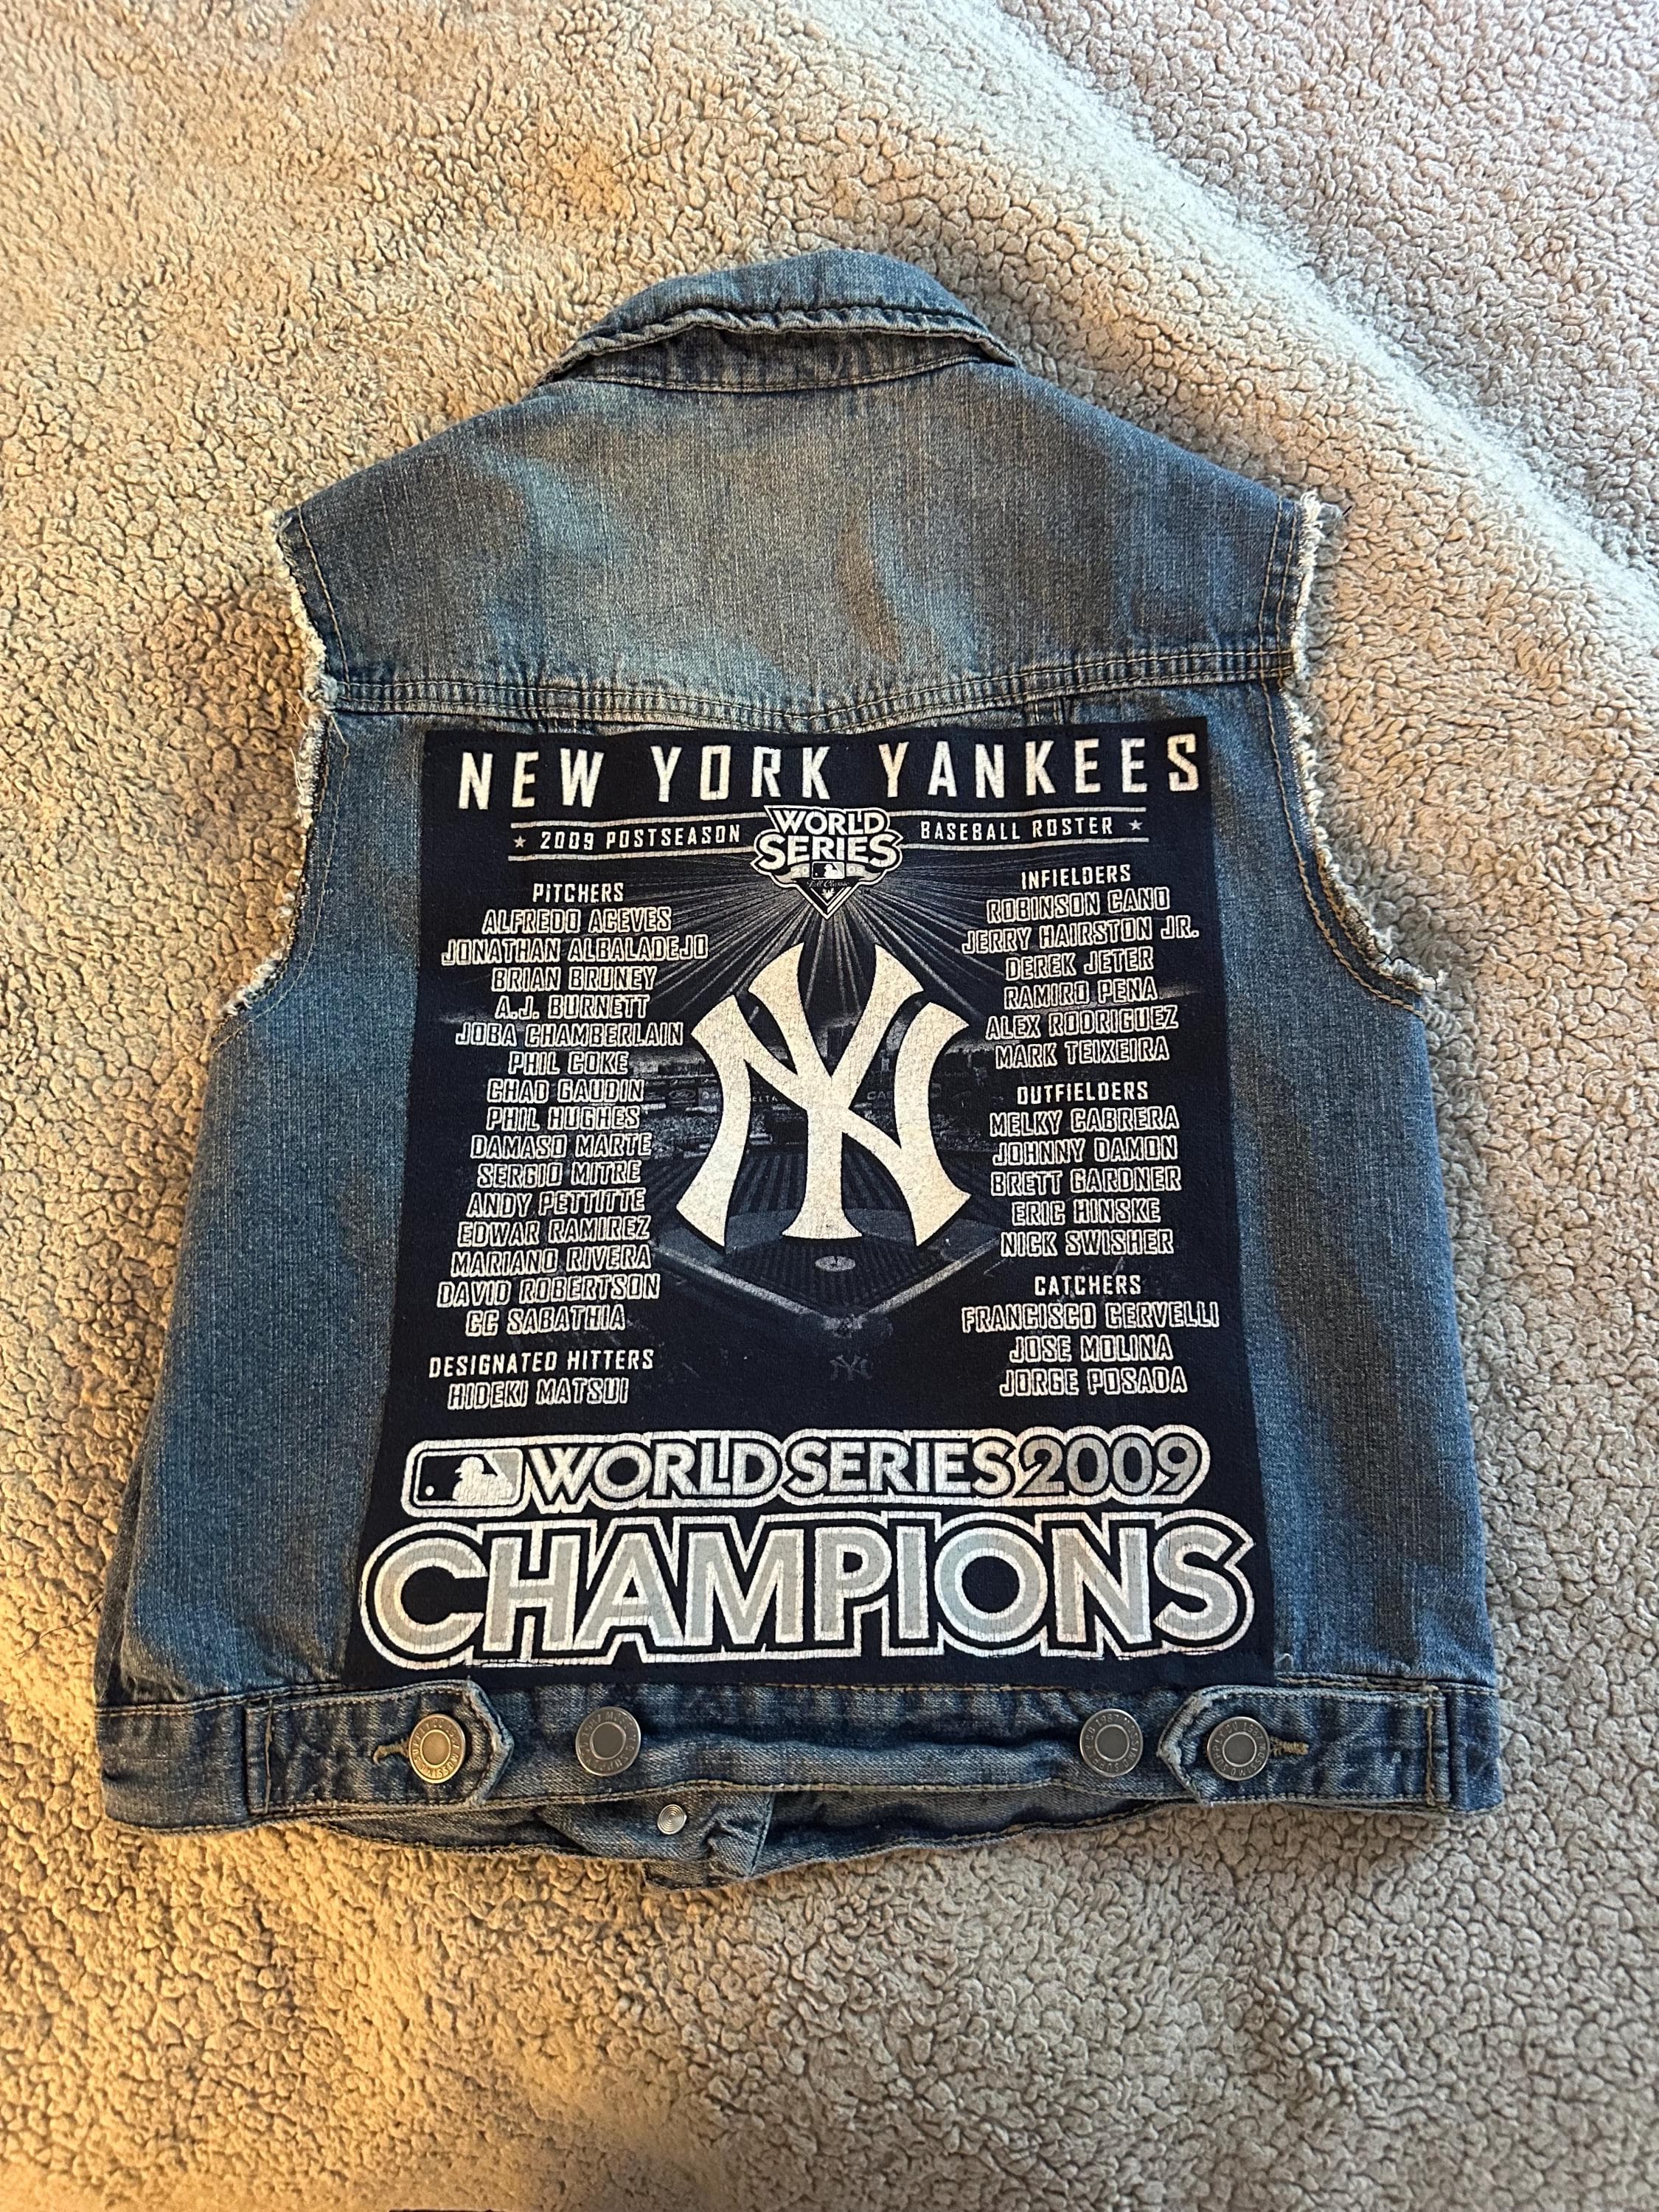 NEW YORK YANKEES
★ 2009 POSTSEASON
WORLD
SERIES
2009
BASEBALL ROSTER ★
PITCHERS
ALFREDO ACEVES
JONATHAN ALBALADEJO
BRIAN BRUNEY
A.J. BURNETT
JOBA CHAMBERLAIN
PHIL COKE
CHAD GAUDIN
PHIL HUGHES
DAMASO MARTE
SERGIO MITRE
ANDY PETTITTE
EDWAR RAMIREZ
MARIANO RIVERA
DAVID ROBERTSON
CC SABATHIA
DESIGNATED HITTERS
HIDEKI MATSUI
NY
INFIELDERS
ROBINSON CANO
JERRY HAIRSTON JR.
DEREK JETER
RAMIRO PENA
ALEX RODRIGUEZ
MARK TEIXEIRA
OUTFIELDERS
MELKY CABRERA
JOHNNY DAMON
BRETT GARDNER
ERIC HINSKE
NICK SWISHER
CATCHERS
FRANCISCO CERVELLI
JOSE MOLINA
JORGE POSADA
NY
WORLD SERIES 2009
CHAMPIONS